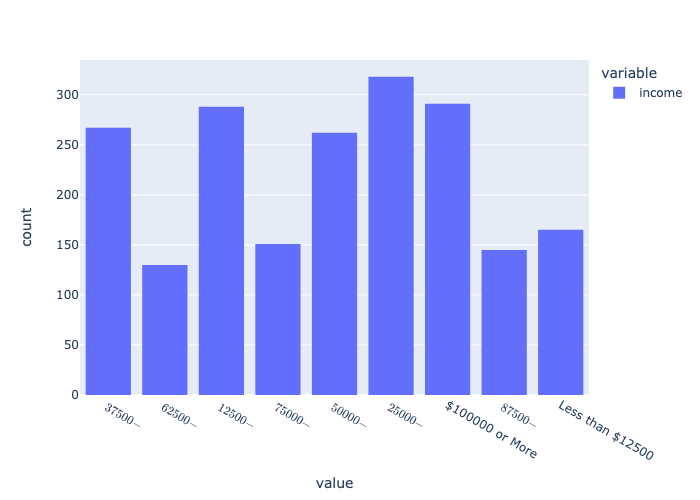 variable
income
300
250
200
150
100
50
0
count
37500–
62500–
12500–
75000–
50000–
25000–
$100000 or More
87500–
Less than $12500
value